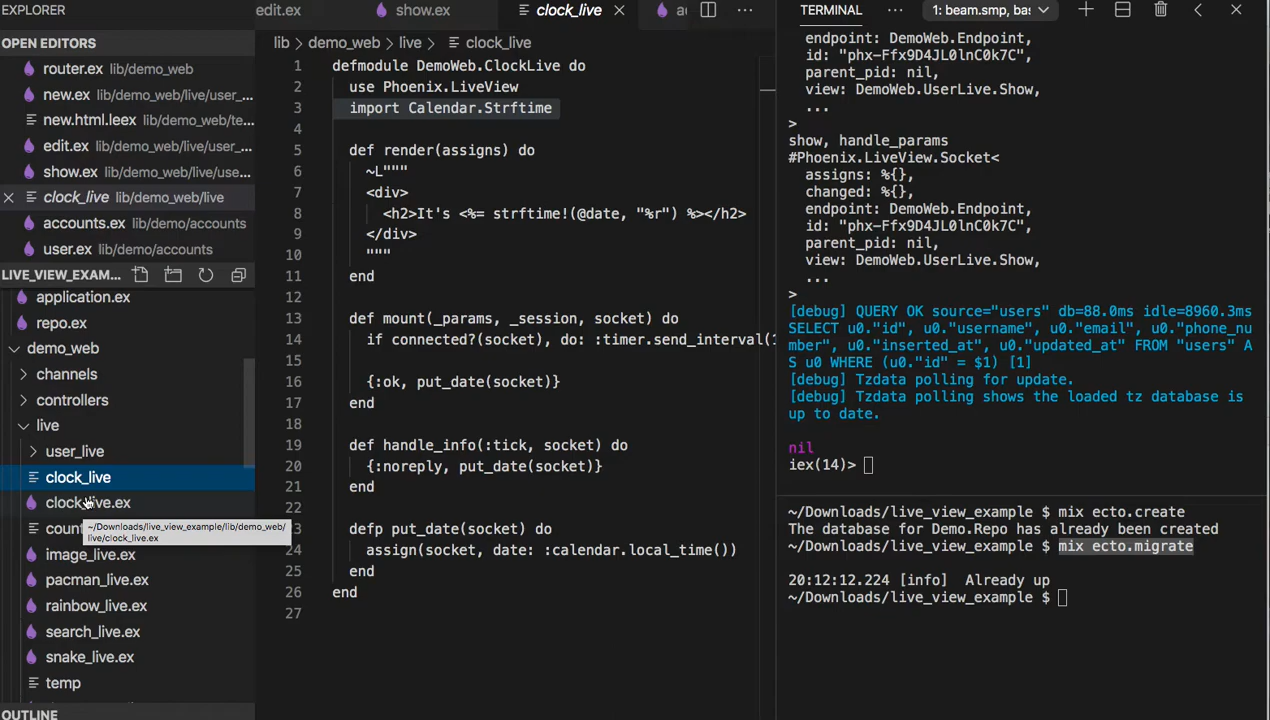 EXPLORER
OPEN EDITORS
router.ex lib/demo_web
new.ex lib/demo_web/live/user_...
new.html.leex lib/demo_web/te...
edit.ex lib/demo_web/live/user_...
show.ex lib/demo_web/live/use...
clock_live lib/demo_web/live
accounts.ex lib/demo/accounts
user.ex lib/demo/accounts
LIVE_VIEW_EXAM...
application.ex
repo.ex
demo_web
channels
controllers
live
user_live
clock_live
clock_live.ex
~/Downloads/live_view_example/lib/demo_web/
live/clock_live.ex
image_live.ex
pacman_live.ex
rainbow_live.ex
search_live.ex
snake_live.ex
temp
OUTLINE
edit.ex show.ex clock_live
lib > demo_web > live > clock_live
1 defmodule DemoWeb.ClockLive do
2 use Phoenix.LiveView
3 import Calendar.Strftime
4
5 def render(assigns) do
6 ~L"""
7 <div>
8 <h2>It's <%= strftime!(@date, "%r") %></h2>
9 </div>
10 """
11 end
12
13 def mount(_params, _session, socket) do
14 if connected?(socket), do: :timer.send_interval(1
15
16 {:ok, put_date(socket)}
17 end
18
19 def handle_info(:tick, socket) do
20 {:noreply, put_date(socket)}
21 end
22
23 defp put_date(socket) do
24 assign(socket, date: :calendar.local_time())
25 end
26 end
27
TERMINAL ... 1: beam.smp, bas
endpoint: DemoWeb.Endpoint,
id: "phx-Ffx9D4JL0lnC0k7C",
parent_pid: nil,
view: DemoWeb.UserLive.Show,
...
>
show, handle_params
#Phoenix.LiveView.Socket<
assigns: %{},
changed: %{},
endpoint: DemoWeb.Endpoint,
id: "phx-Ffx9D4JL0lnC0k7C",
parent_pid: nil,
view: DemoWeb.UserLive.Show,
...
>
[debug] QUERY OK source="users" db=88.0ms idle=8960.3ms
SELECT u0."id", u0."username", u0."email", u0."phone_nu
mber", u0."inserted_at", u0."updated_at" FROM "users" A
S u0 WHERE (u0."id" = $1) [1]
[debug] Tzdata polling for update.
[debug] Tzdata polling shows the loaded tz database is
up to date.
nil
iex(14)>
~/Downloads/live_view_example $ mix ecto.create
The database for Demo.Repo has already been created
~/Downloads/live_view_example $ mix ecto.migrate
20:12:12.224 [info] Already up
~/Downloads/live_view_example $